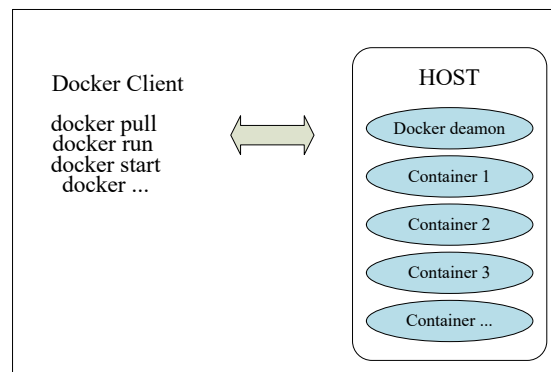 Docker Client
docker pull
docker run
docker start
docker ...
HOST
Docker deamon
Container 1
Container 2
Container 3
Container ...